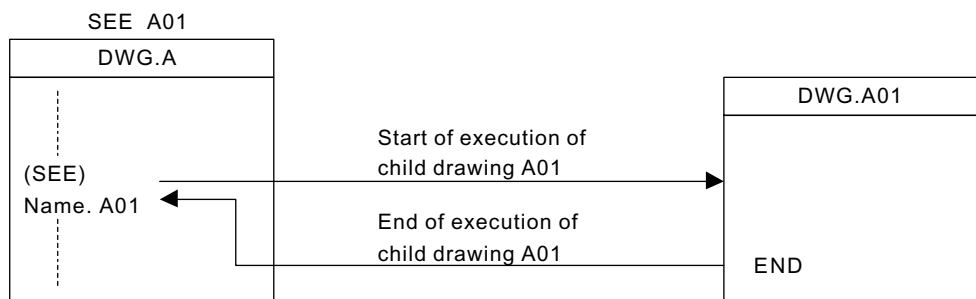 SEE A01
DWG.A
DWG.A01
Start of execution of
child drawing A01
(SEE)
Name. A01
End of execution of
child drawing A01
END